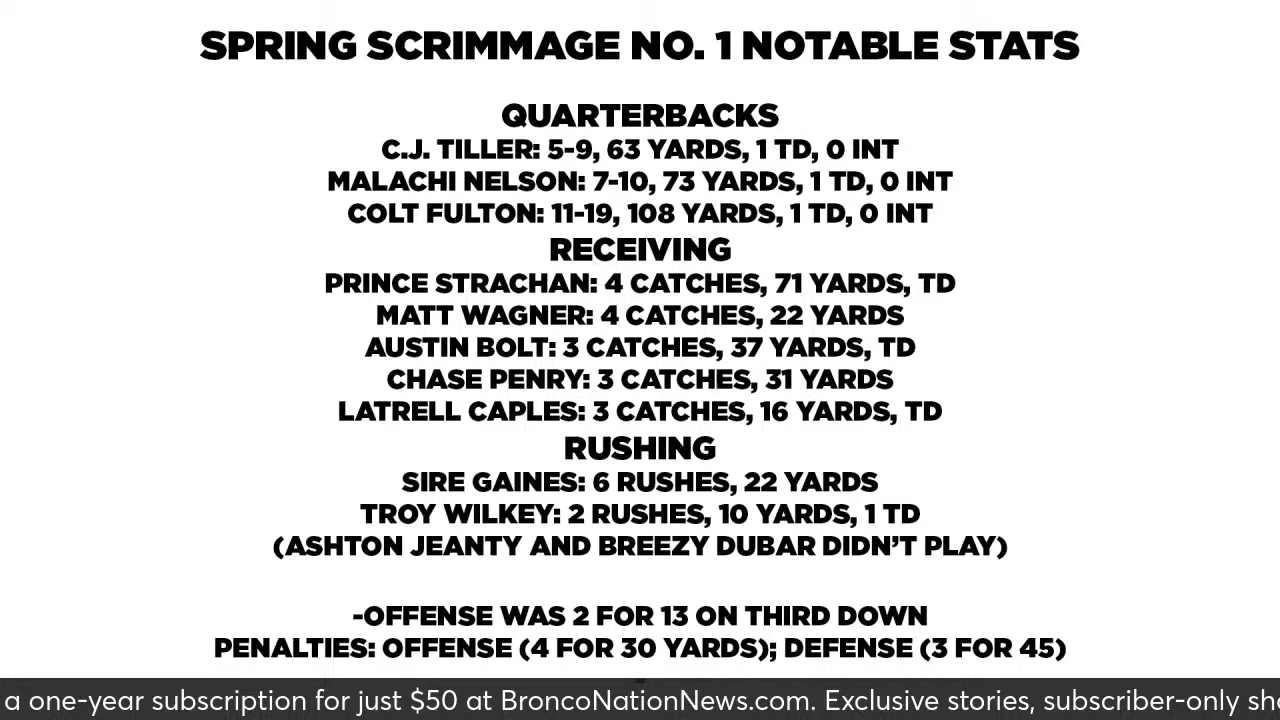 SPRING SCRIMMAGE NO. 1 NOTABLE STATS
QUARTERBACKS
C.J. TILLER: 5-9, 63 YARDS, 1 TD, 0 INT
MALACHI NELSON: 7-10, 73 YARDS, 1 TD, 0 INT
COLT FULTON: 11-19, 108 YARDS, 1 TD, 0 INT
RECEIVING
PRINCE STRACHAN: 4 CATCHES, 71 YARDS, TD
MATT WAGNER: 4 CATCHES, 22 YARDS
AUSTIN BOLT: 3 CATCHES, 37 YARDS, TD
CHASE PENRY: 3 CATCHES, 31 YARDS
LATRELL CAPLES: 3 CATCHES, 16 YARDS, TD
RUSHING
SIRE GAINES: 6 RUSHES, 22 YARDS
TROY WILKEY: 2 RUSHES, 10 YARDS, 1 TD
(ASHTON JEANTY AND BREEZY DUBAR DIDN'T PLAY)
-OFFENSE WAS 2 FOR 13 ON THIRD DOWN
PENALTIES: OFFENSE (4 FOR 30 YARDS); DEFENSE (3 FOR 45)
a one-year subscription for just $50 at BroncoNationNews.com. Exclusive stories, subscriber-only